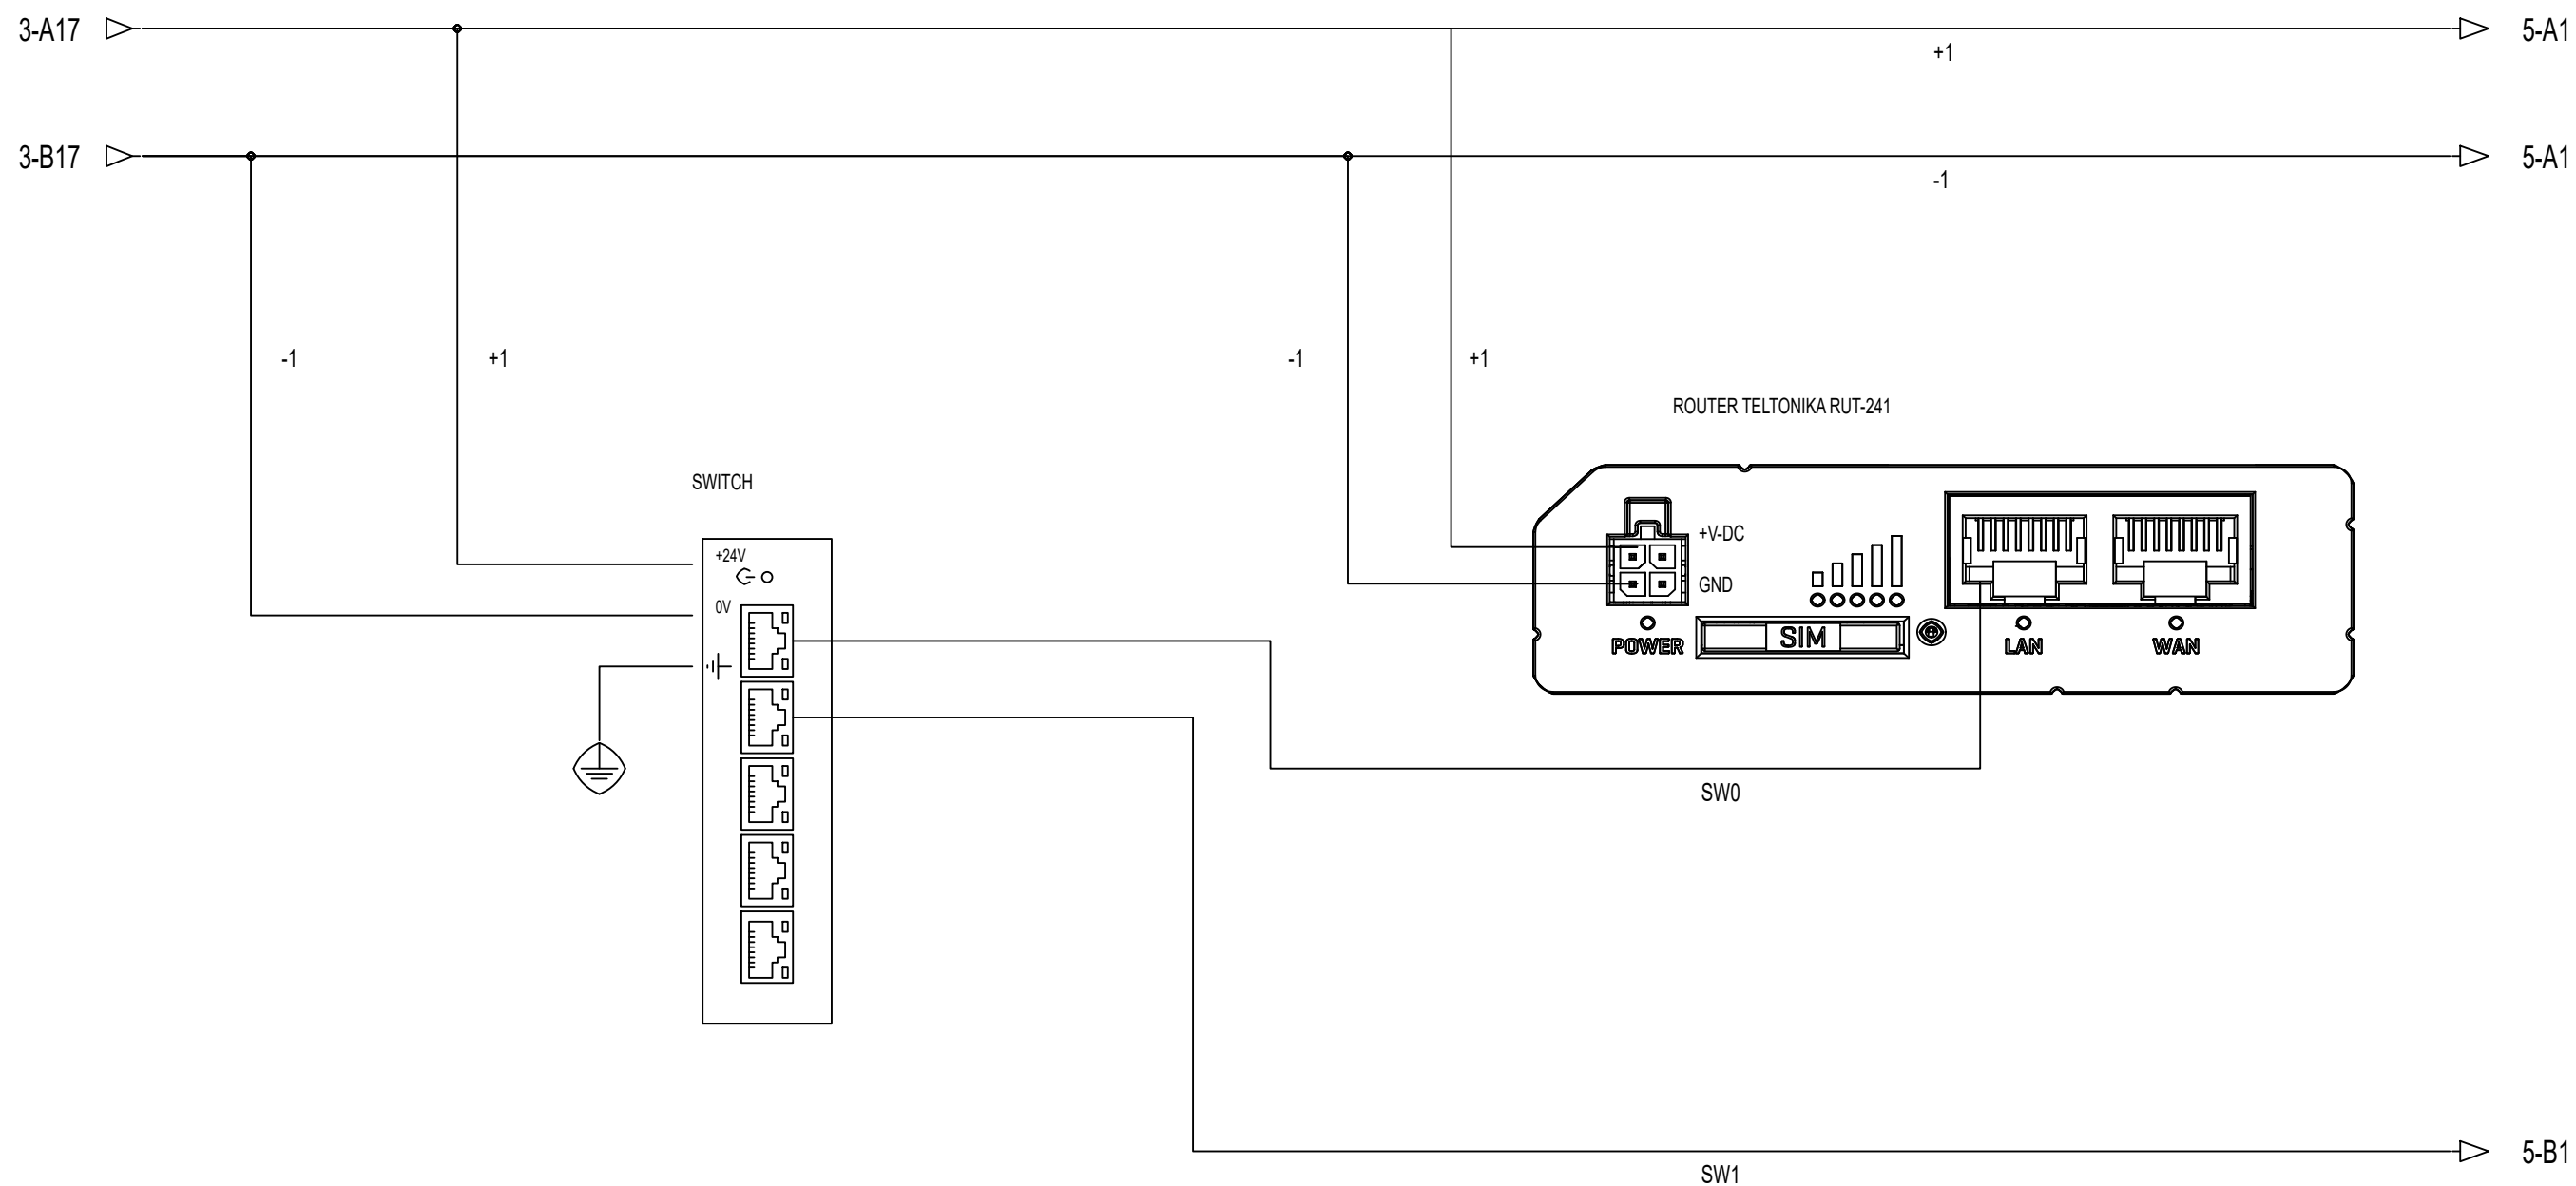 3-A17
5-A1
+1
3-B17
5-A1
-1
-1
+1
-1
+1
ROUTER TELTONIKA RUT-241
SWITCH
+24V
0V
+V-DC
GND
POWER
SIM
LAN
WAN
SW0
5-B1
SW1